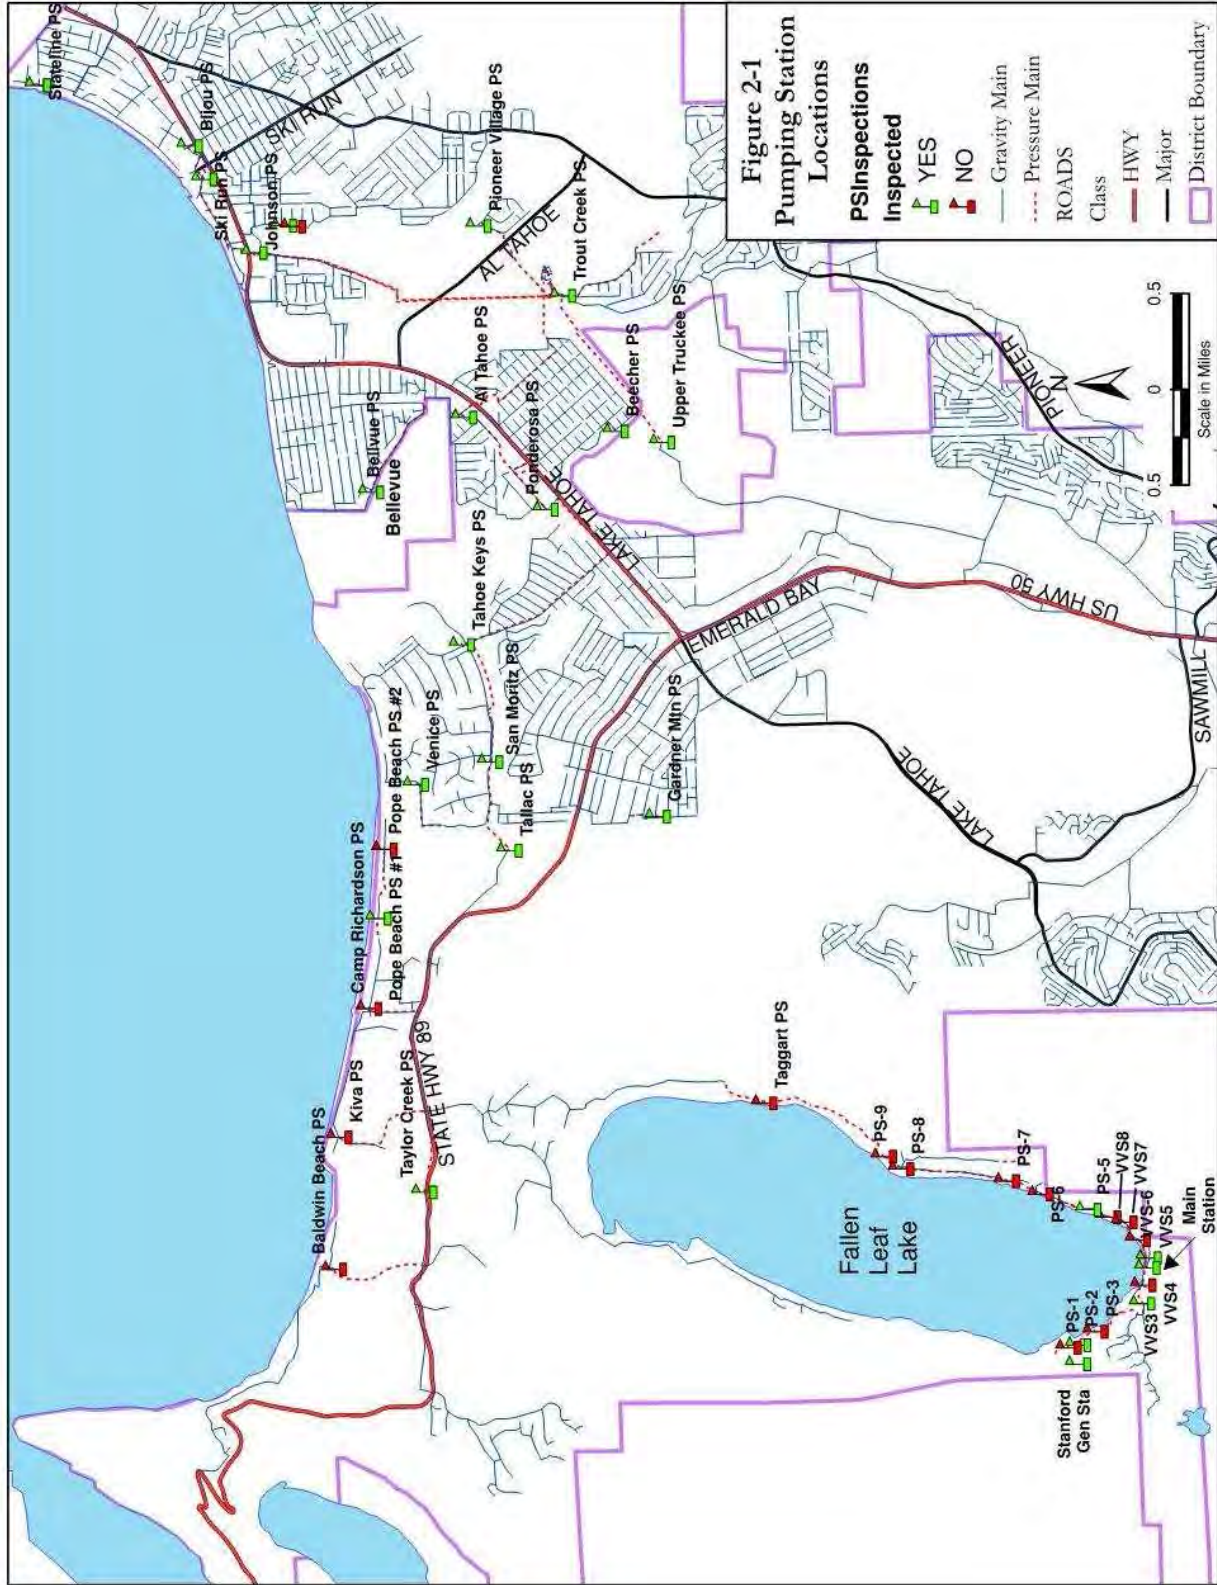 Figure 2-1
Pumping Station
Locations
PSInspections
Inspected
YES
NO
Gravity Main
Pressure Main
ROADS
Class
HWY
Major
District Boundary
0.5
0
0.5
Scale in Miles
N
Stateline PS
Bijou PS
Ski Run PS
SKI RUN
Johnson PS
Pioneer Village PS
AL TAHOE
Trout Creek PS
Al Tahoe PS
Bellvue PS
Bellevue
Ponderosa PS
Beecher PS
Upper Truckee PS
PIONEER
LAKE TAHOE
Tahoe Keys PS
EMERALD BAY
US HWY 50
San Moritz PS
Venice PS
Pope Beach PS #2
Tallac PS
Gardner Mtn PS
LAKE TAHOE
SAWMILL
Camp Richardson PS
Pope Beach PS #1
Kiva PS
Taylor Creek PS
STATE HWY 89
Baldwin Beach PS
Taggart PS
PS-9
PS-8
PS-7
PS-6
PS-5
VVS8
VVS7
VVS-6
VVS5
Main
Station
Fallen
Leaf
Lake
PS-1
PS-2
PS-3
VVS3
VVS4
Stanford
Gen Sta